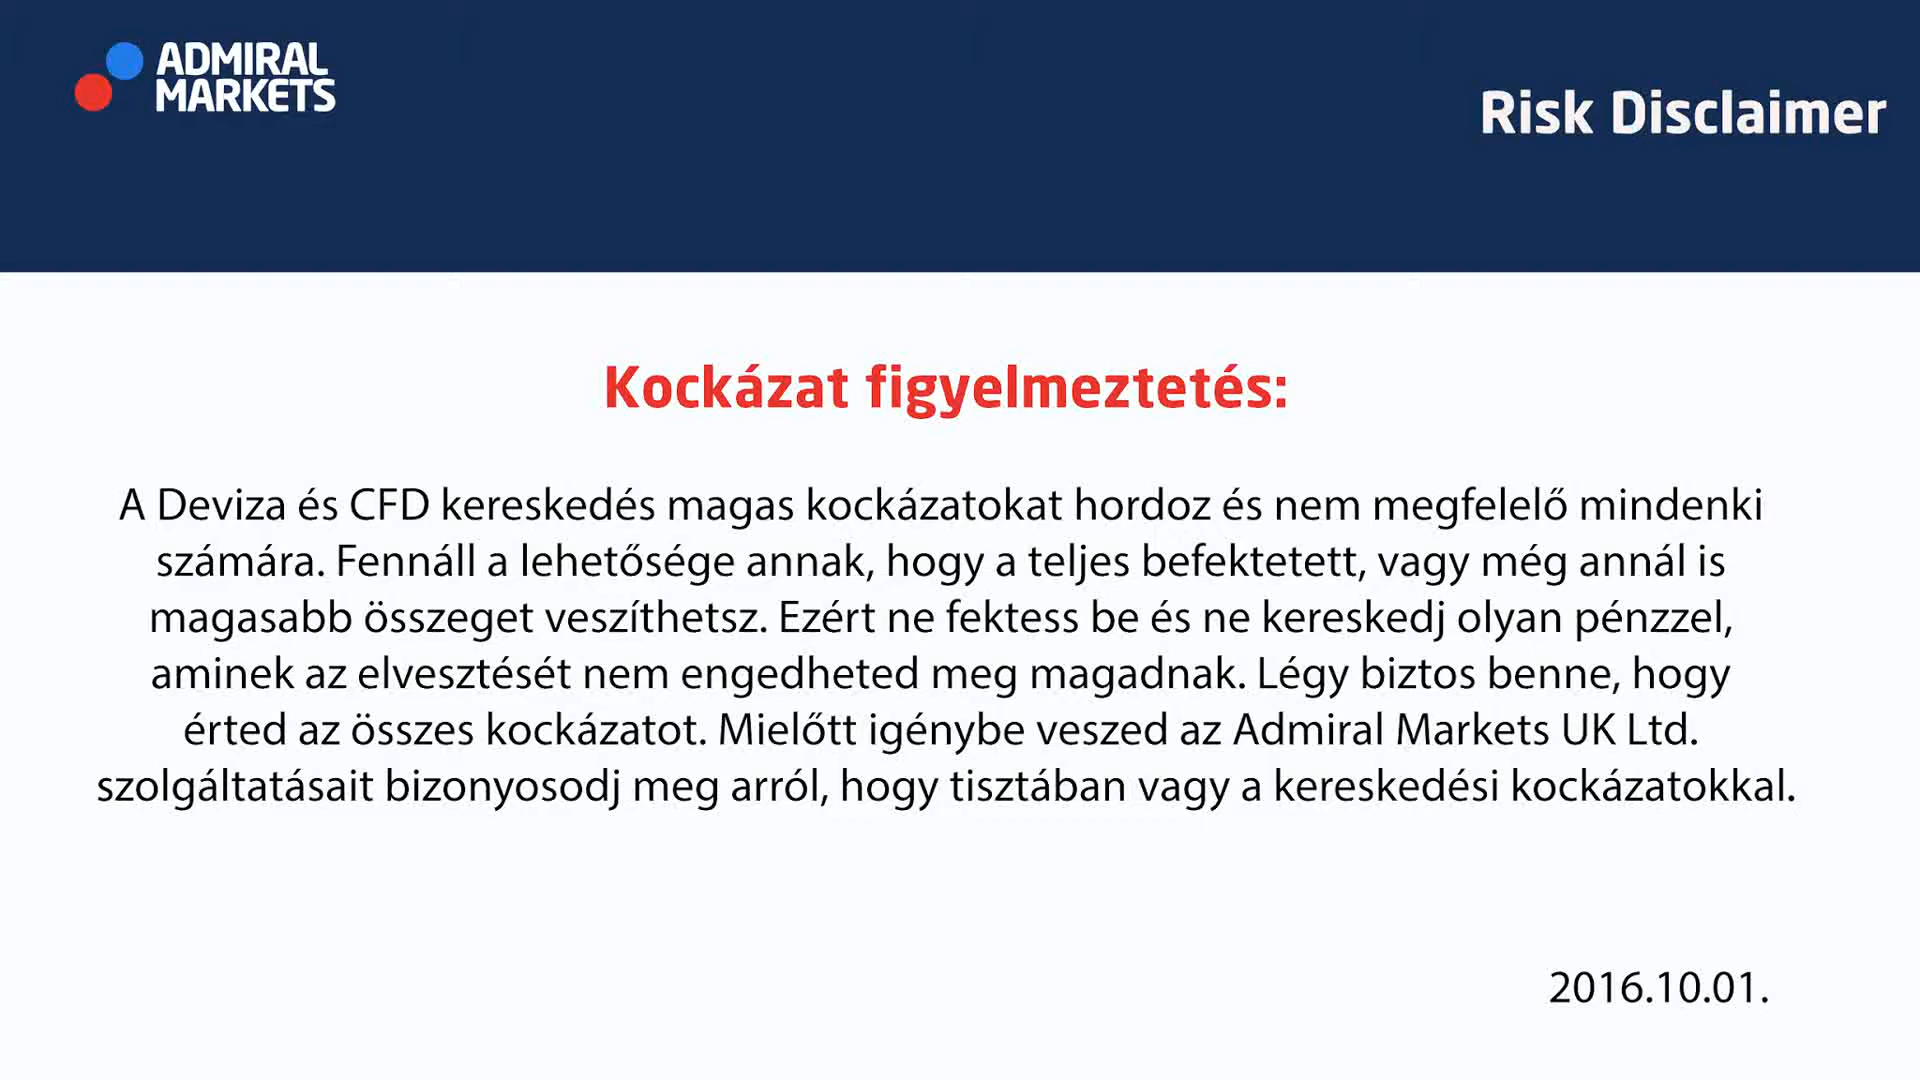 ADMIRAL
MARKETS
Risk Disclaimer
Kockázat figyelmeztetés:
A Deviza és CFD kereskedés magas kockázatokat hordoz és nem megfelelő mindenki
számára. Fennáll a lehetősége annak, hogy a teljes befektetett, vagy még annál is
magasabb összeget veszíthetsz. Ezért ne fektess be és ne kereskedj olyan pénzzel,
aminek az elvesztését nem engedheted meg magadnak. Légy biztos benne, hogy
érted az összes kockázatot. Mielőtt igénybe veszed az Admiral Markets UK Ltd.
szolgáltatásait bizonyosodj meg arról, hogy tisztában vagy a kereskedési kockázatokkal.
2016.10.01.